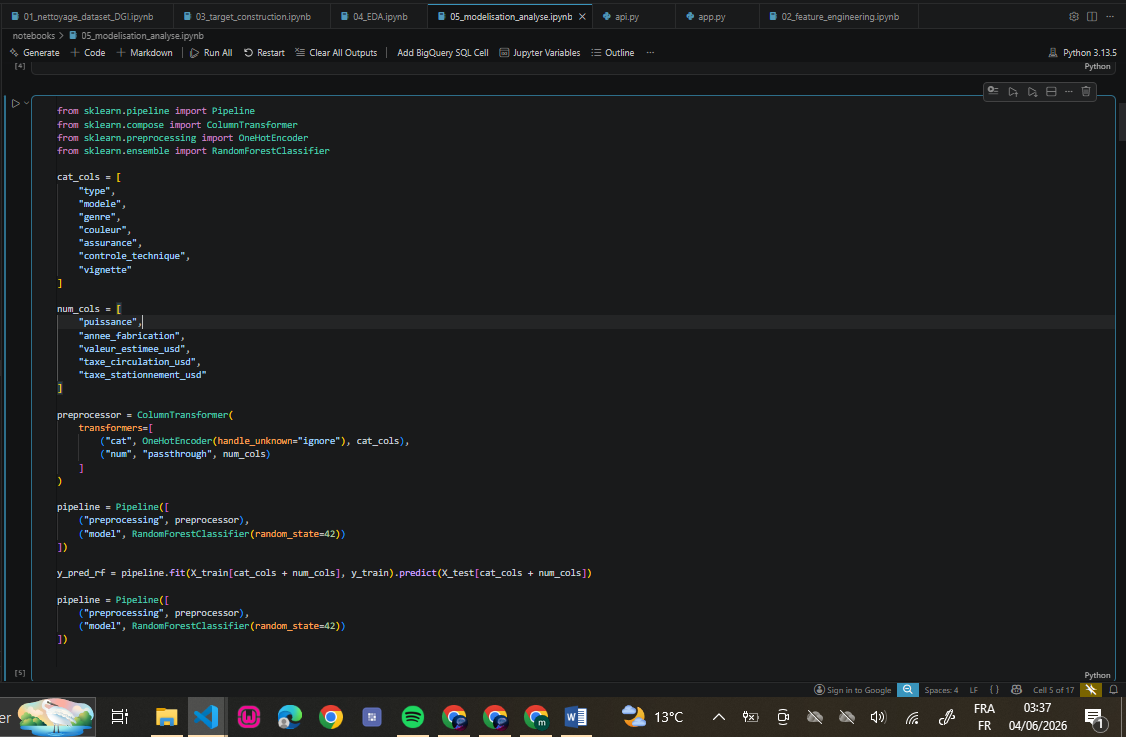 01_nettoyage_dataset_DGI.ipynb 03_target_construction.ipynb 04_EDA.ipynb 05_modelisation_analyse.ipynb api.py app.py 02_feature_engineering.ipynb
notebooks > 05_modelisation_analyse.ipynb
Generate + Code + Markdown | Run All Restart Clear All Outputs | Add BigQuery SQL Cell Jupyter Variables Outline ... Python 3.13.5
[4] Python
from sklearn.pipeline import Pipeline
from sklearn.compose import ColumnTransformer
from sklearn.preprocessing import OneHotEncoder
from sklearn.ensemble import RandomForestClassifier
cat_cols = [
"type",
"modele",
"genre",
"couleur",
"assurance",
"controle_technique",
"vignette"
]
num_cols = [
"puissance",
"annee_fabrication",
"valeur_estimee_usd",
"taxe_circulation_usd",
"taxe_stationnement_usd"
]
preprocessor = ColumnTransformer(
transformers=[
("cat", OneHotEncoder(handle_unknown="ignore"), cat_cols),
("num", "passthrough", num_cols)
]
)
pipeline = Pipeline([
("preprocessing", preprocessor),
("model", RandomForestClassifier(random_state=42))
])
y_pred_rf = pipeline.fit(X_train[cat_cols + num_cols], y_train).predict(X_test[cat_cols + num_cols])
pipeline = Pipeline([
("preprocessing", preprocessor),
("model", RandomForestClassifier(random_state=42))
])
[5] Python
Sign in to Google Spaces: 4 LF { } Cell 5 of 17
er 13°C FRA 03:37
FR 04/06/2026 1